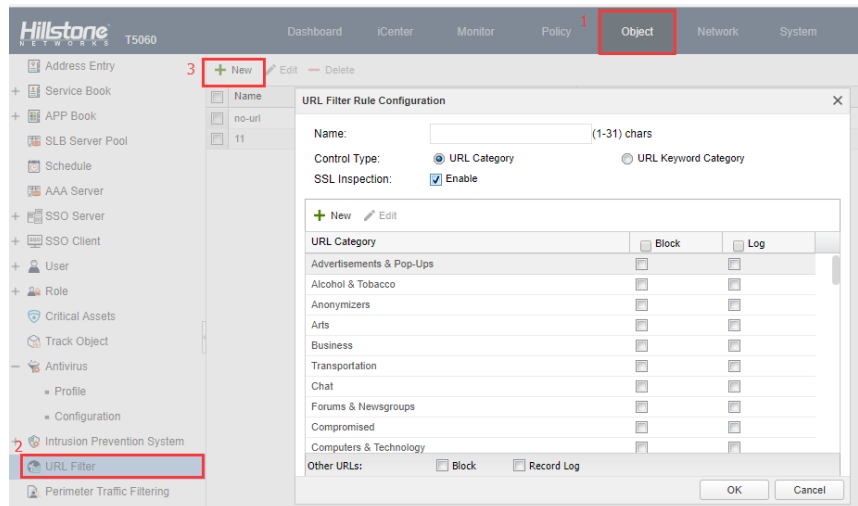 Hillstone
NETWORKS T5060
Dashboard iCenter Monitor Policy 1 Object Network System
Address Entry
Service Book
APP Book
SLB Server Pool
Schedule
AAA Server
SSO Server
SSO Client
User
Role
Critical Assets
Track Object
Antivirus
Profile
Configuration
Intrusion Prevention System
2
URL Filter
Perimeter Traffic Filtering
3 New Edit Delete
Name
no-url
11
URL Filter Rule Configuration
Name: (1-31) chars
Control Type: URL Category URL Keyword Category
SSL Inspection: Enable
New Edit
URL Category Block Log
Advertisements & Pop-Ups
Alcohol & Tobacco
Anonymizers
Arts
Business
Transportation
Chat
Forums & Newsgroups
Compromised
Computers & Technology
Other URLs: Block Record Log
OK Cancel